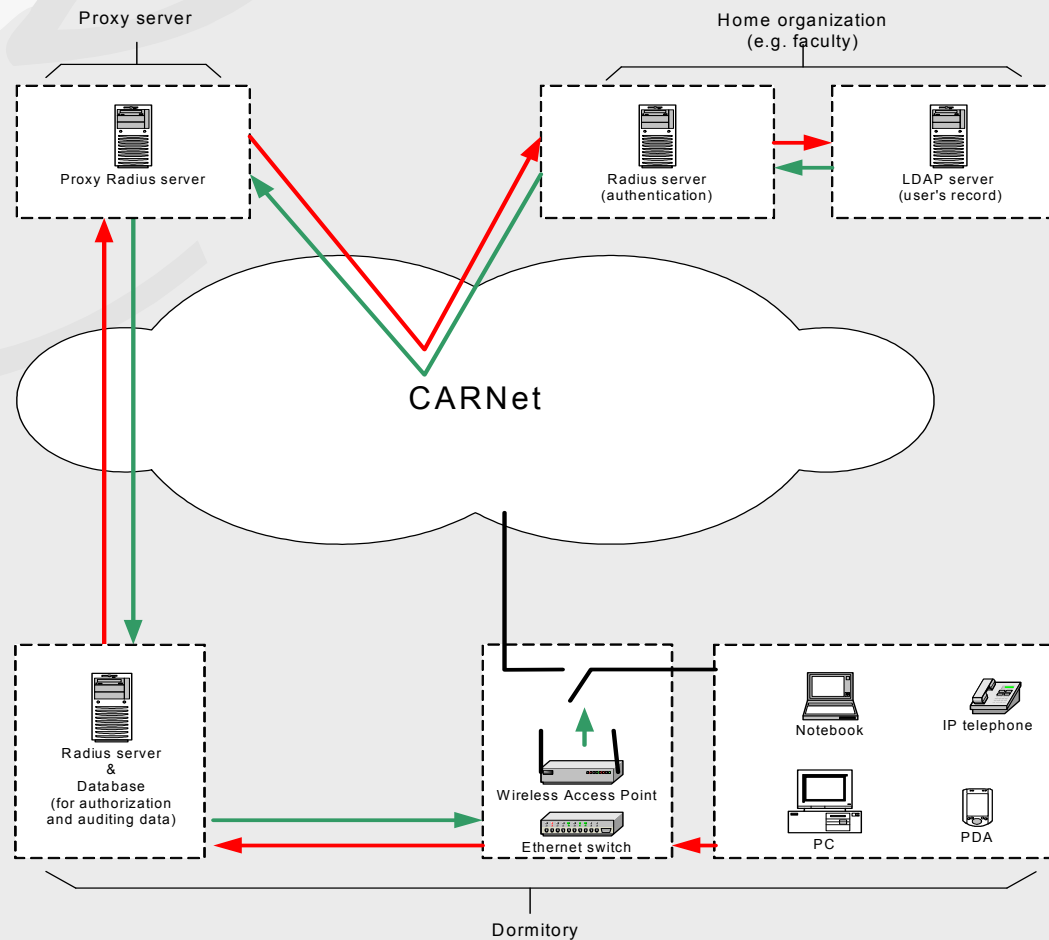 Proxy server
Home organization
(e.g. faculty)
Proxy Radius server
Radius server
(authentication)
LDAP server
(user's record)
CARNet
Radius server
&
Database
(for authorization
and auditing data)
Wireless Access Point
Ethernet switch
Notebook
IP telephone
PC
PDA
Dormitory